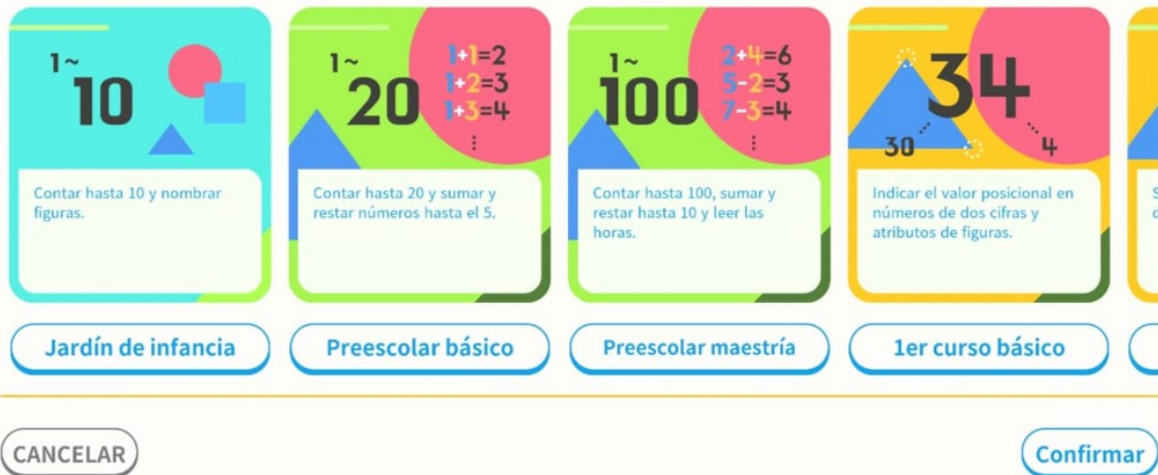 1~
10
1~
20
1+1=2
1+2=3
1+3=4
1~
100
2+4=6
5-2=3
7-3=4
34
30
4
Contar hasta 10 y nombrar
figuras.
Contar hasta 20 y sumar y
restar números hasta el 5.
Contar hasta 100, sumar y
restar hasta 10 y leer las
horas.
Indicar el valor posicional en
números de dos cifras y
atributos de figuras.
Jardín de infancia
Preescolar básico
Preescolar maestría
1er curso básico
CANCELAR
Confirmar